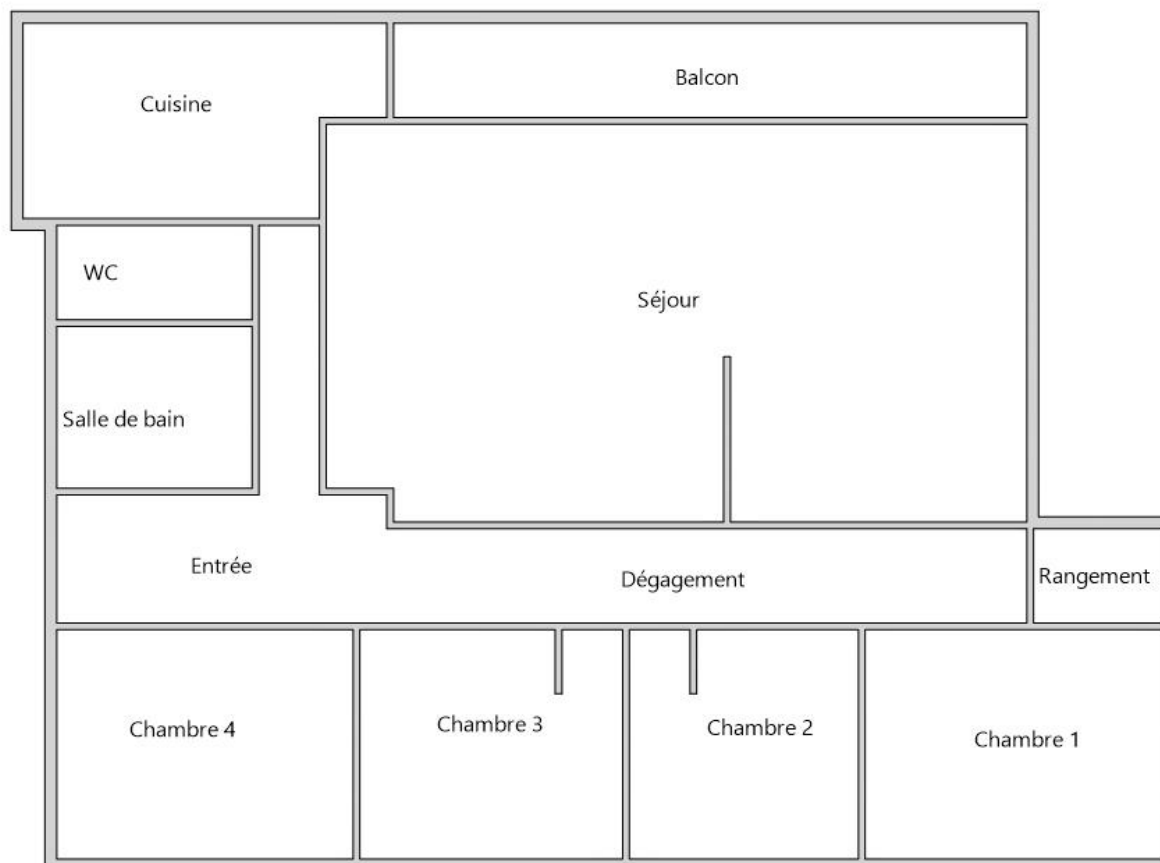 Balcon
Cuisine
WC
Séjour
Salle de bain
Entrée
Dégagement
Rangement
Chambre 4
Chambre 3
Chambre 2
Chambre 1